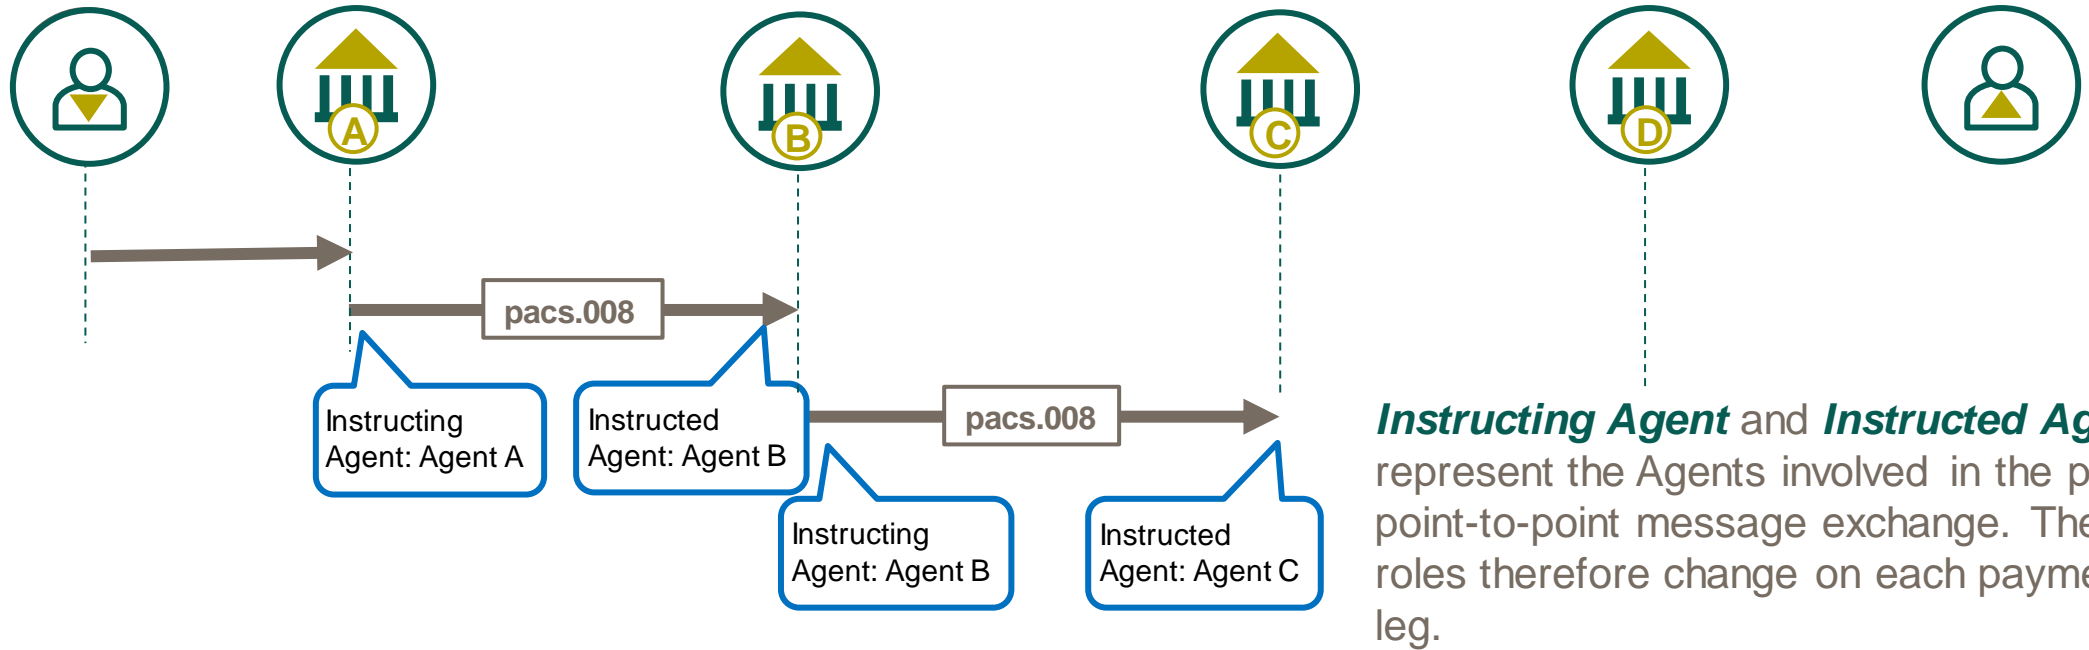 A
B
C
D
pacs.008
Instructing
Agent: Agent A
Instructed
Agent: Agent B
pacs.008
Instructing
Agent: Agent B
Instructed
Agent: Agent C
Instructing Agent and Instructed
represent the Agents involved in the
point-to-point message exchange.
roles therefore change on each
leg.